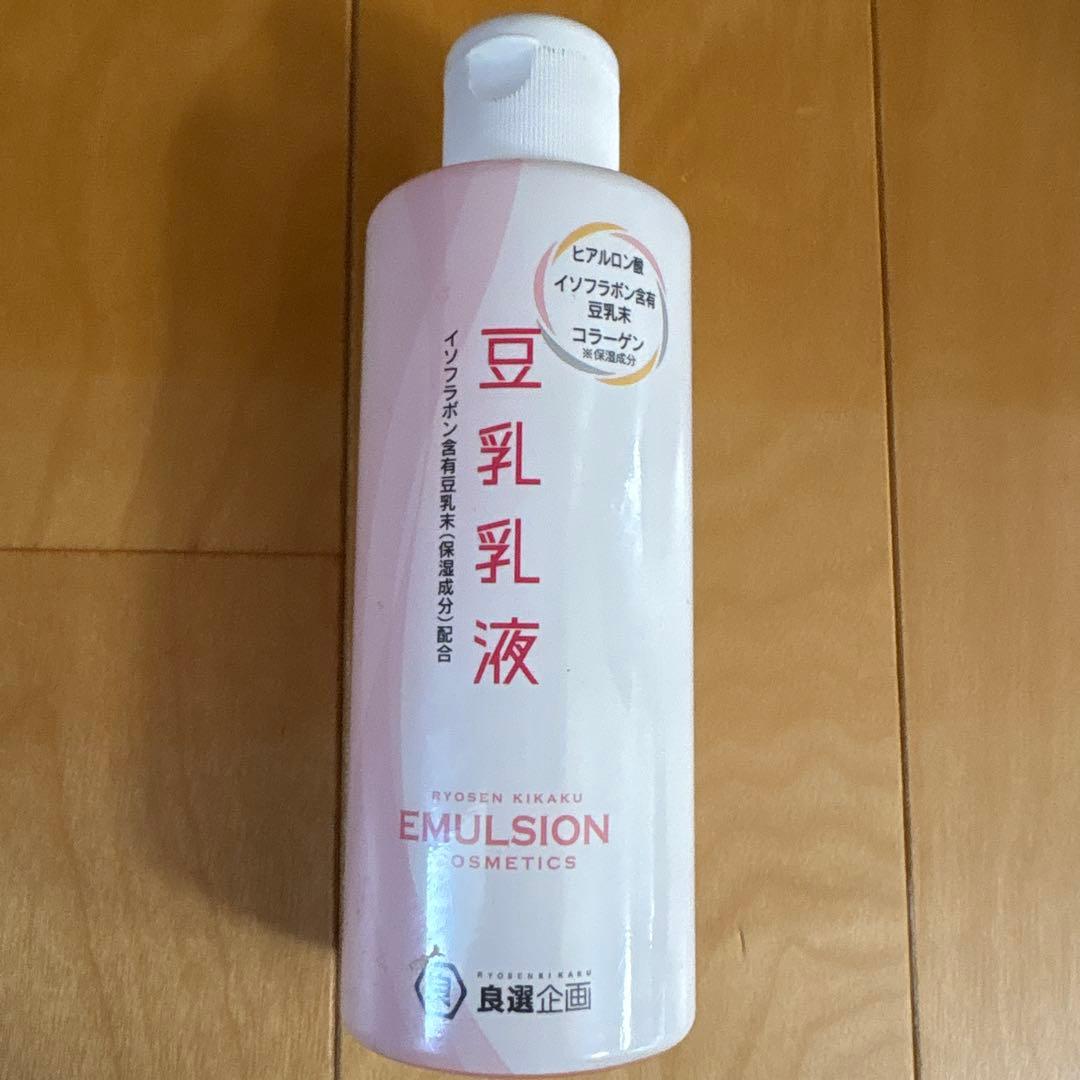 ヒアルロン酸
イソフラボン含有
豆乳末
コラーゲン
※保湿成分
豆乳乳液
イソフラボン含有豆乳末(保湿成分)配合
RYOSEN KIKAKU
EMULSION
COSMETICS
良
RYOSENKIKAKU
良選企画